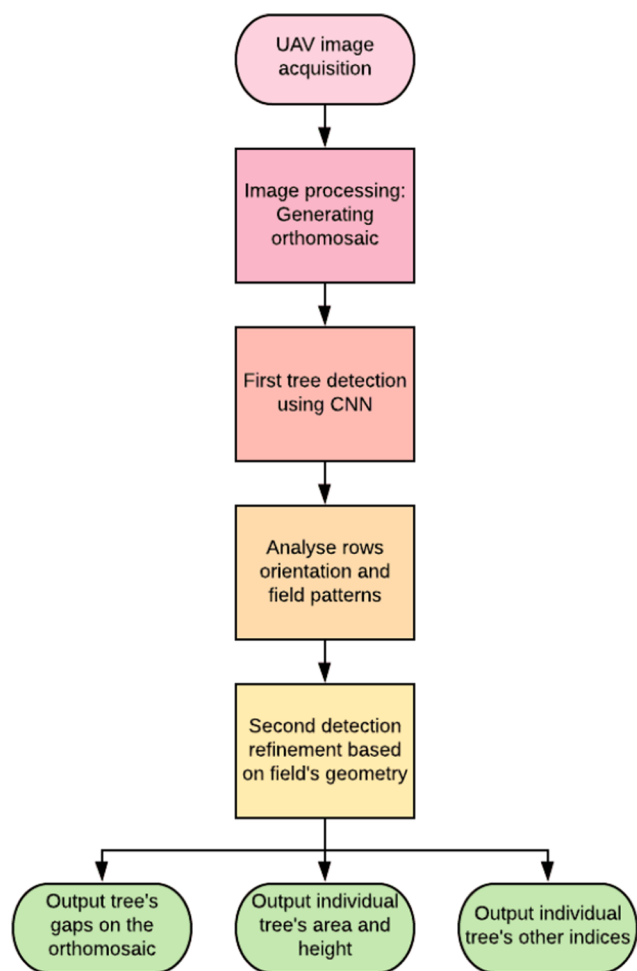 UAV image
acquisition
Image processing:
Generating
orthomosaic
First tree detection
using CNN
Analyse rows
orientation and
field patterns
Second detection
refinement based
on field's geometry
Output tree's
gaps on the
orthomosaic
Output individual
tree's area and
height
Output individual
tree's other indices